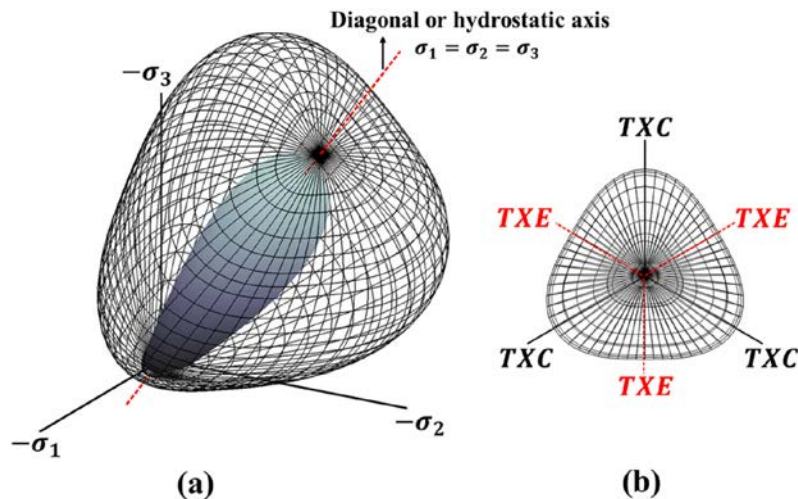 Diagonal or hydrostatic axis
σ₁ = σ₂ = σ₃
−σ₃
−σ₁
−σ₂
(a)
TXC
TXE
TXE
TXC
TXC
TXE
(b)